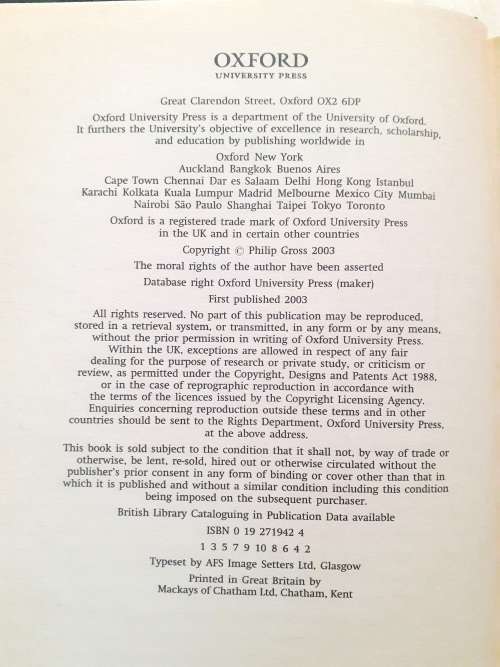 OXFORD
UNIVERSITY PRESS
Great Clarendon Street, Oxford OX2 6DP
Oxford University Press is a department of the University of Oxford.
It furthers the University's objective of excellence in research, scholarship,
and education by publishing worldwide in
Oxford New York
Auckland Bangkok Buenos Aires
Cape Town Chennai Dar es Salaam Delhi Hong Kong Istanbul
Karachi Kolkata Kuala Lumpur Madrid Melbourne Mexico City Mumbai
Nairobi São Paulo Shanghai Taipei Tokyo Toronto
Oxford is a registered trade mark of Oxford University Press
in the UK and in certain other countries
Copyright © Philip Gross 2003
The moral rights of the author have been asserted
Database right Oxford University Press (maker)
First published 2003
All rights reserved. No part of this publication may be reproduced,
stored in a retrieval system, or transmitted, in any form or by any means,
without the prior permission in writing of Oxford University Press.
Within the UK, exceptions are allowed in respect of any fair
dealing for the purpose of research or private study, or criticism or
review, as permitted under the Copyright, Designs and Patents Act 1988,
or in the case of reprographic reproduction in accordance with
the terms of the licences issued by the Copyright Licensing Agency.
Enquiries concerning reproduction outside these terms and in other
countries should be sent to the Rights Department, Oxford University Press,
at the above address.
This book is sold subject to the condition that it shall not, by way of trade or
otherwise, be lent, re-sold, hired out or otherwise circulated without the
publisher's prior consent in any form of binding or cover other than that in
which it is published and without a similar condition including this condition
being imposed on the subsequent purchaser.
British Library Cataloguing in Publication Data available
ISBN 0 19 271942 4
1 3 5 7 9 10 8 6 4 2
Typeset by AFS Image Setters Ltd, Glasgow
Printed in Great Britain by
Mackays of Chatham Ltd, Chatham, Kent